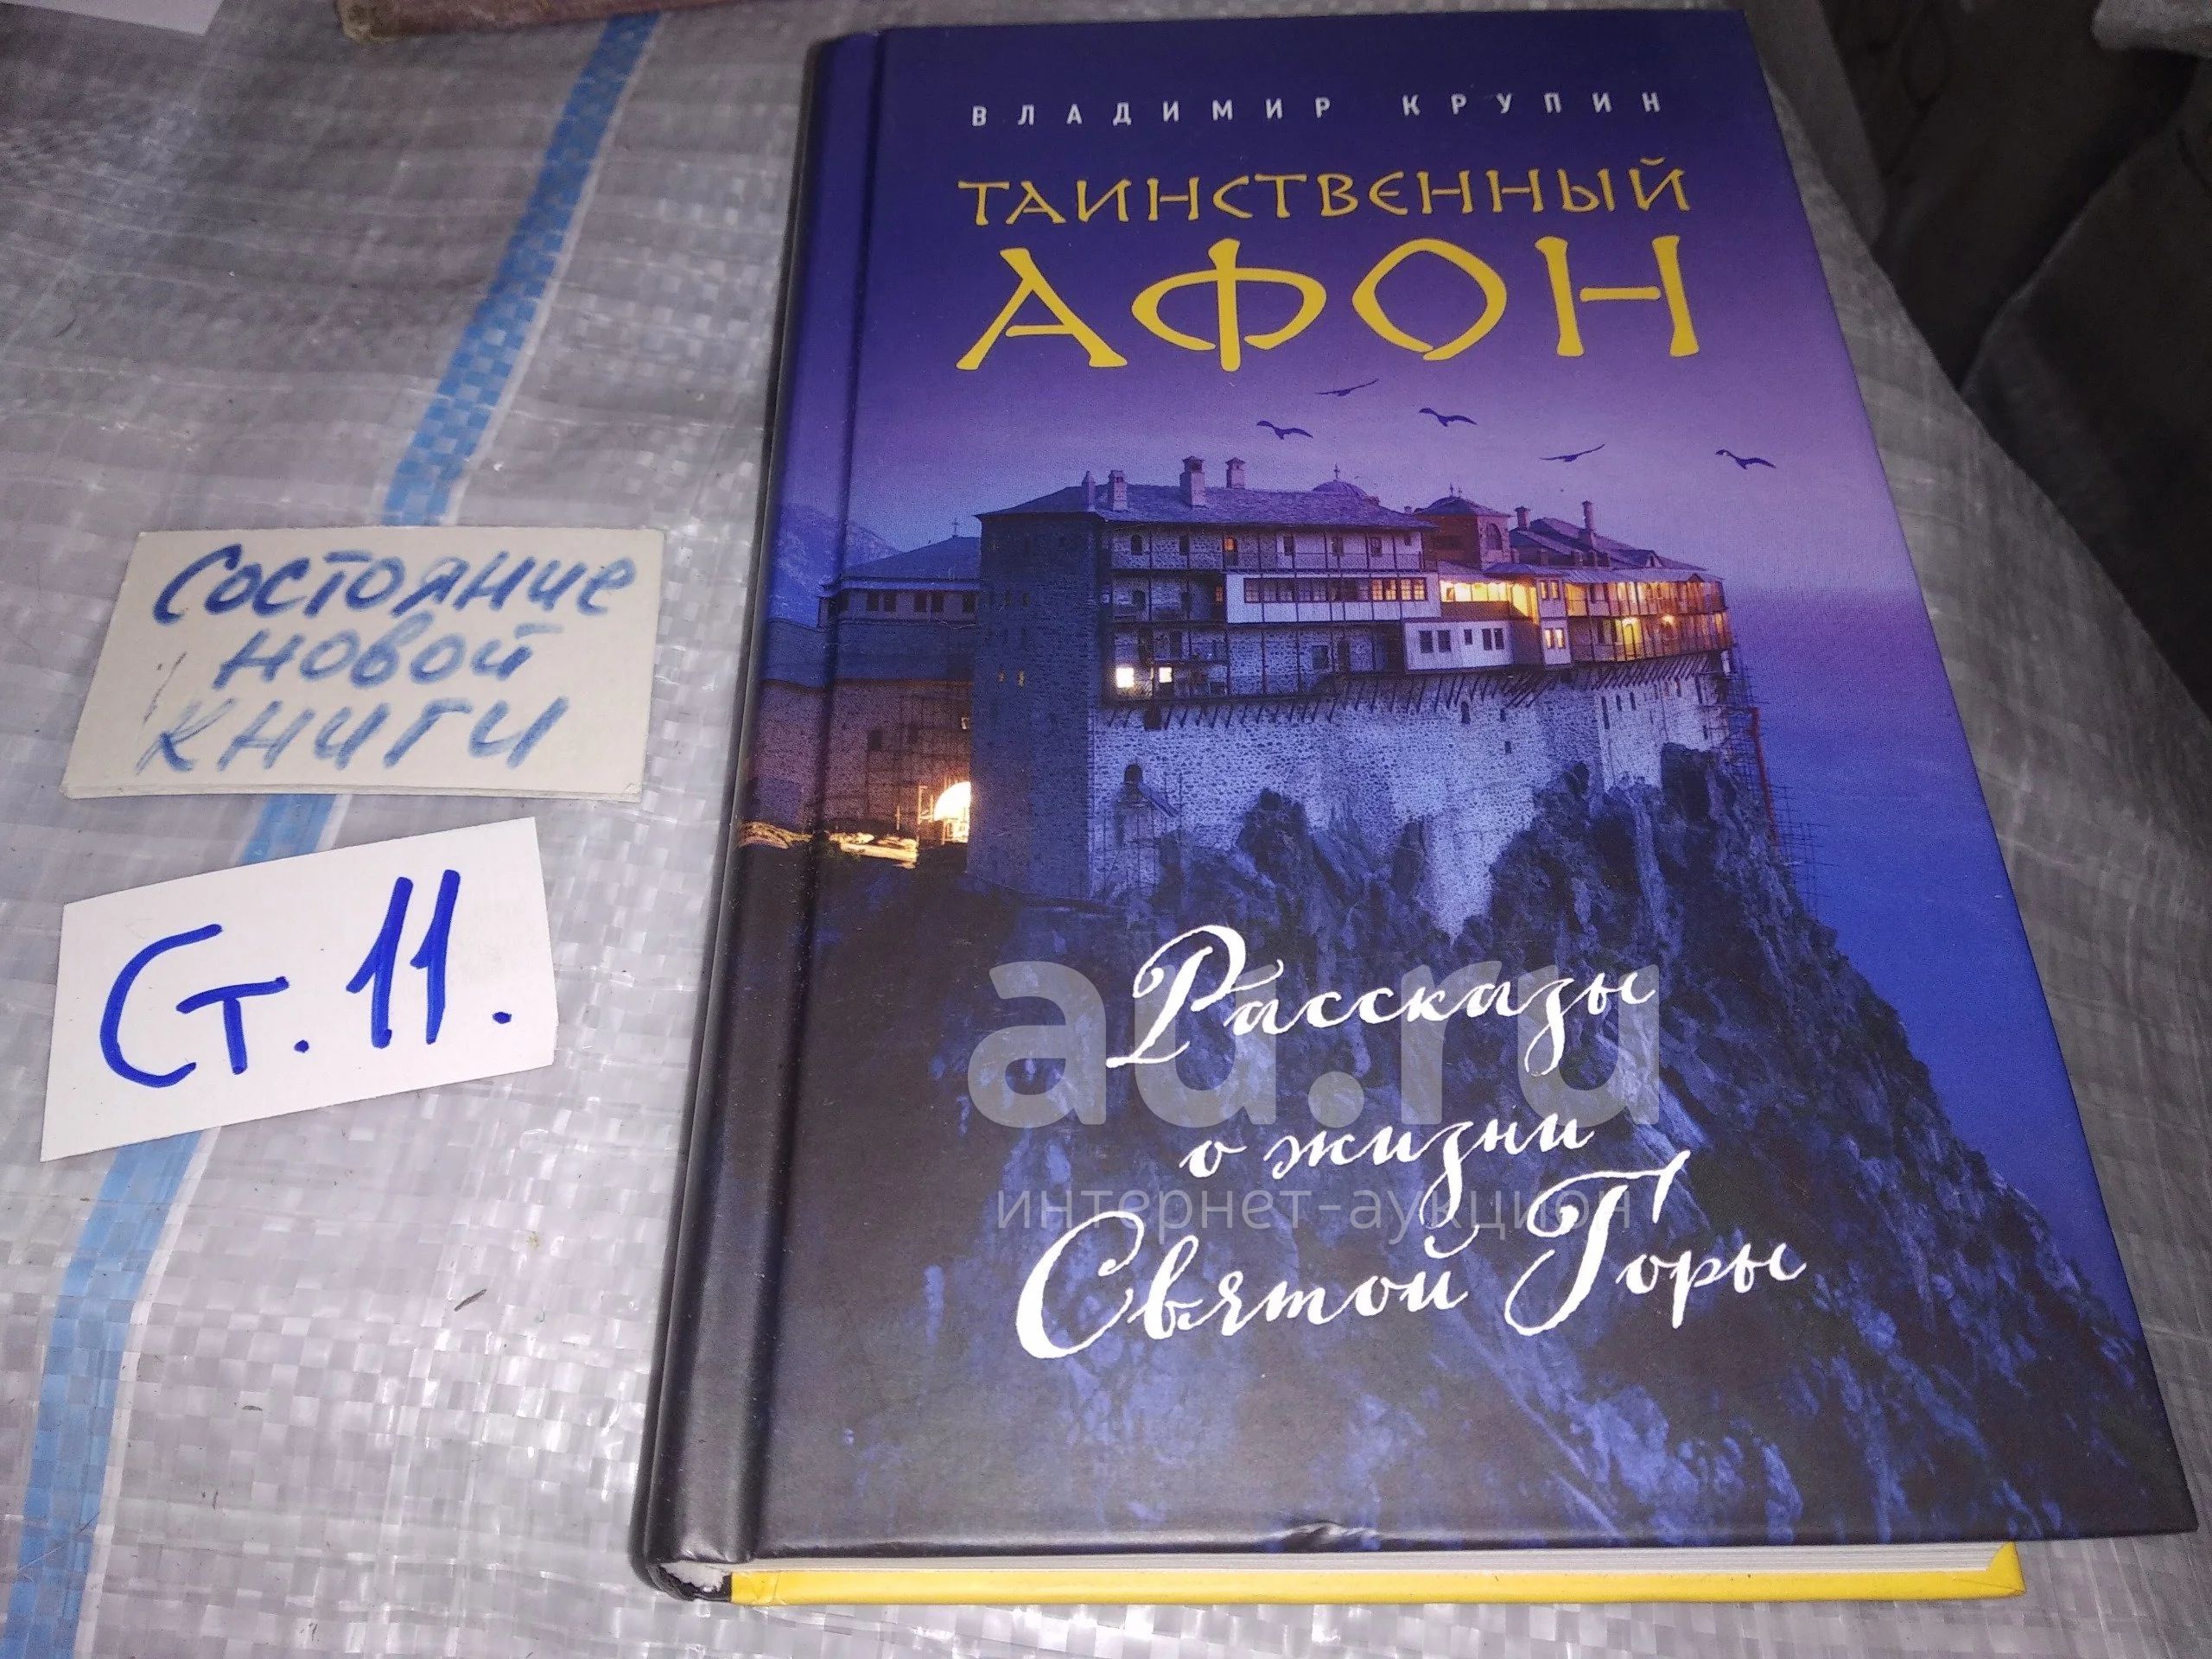 ВЛАДИМИР КРУПИН
ТАИНСТВЕННЫЙ
АФОН
Рассказы
о жизни
Святой Горы
au.ru
интернет-аукцион
Состояние
новой
книги
Ст. 11.